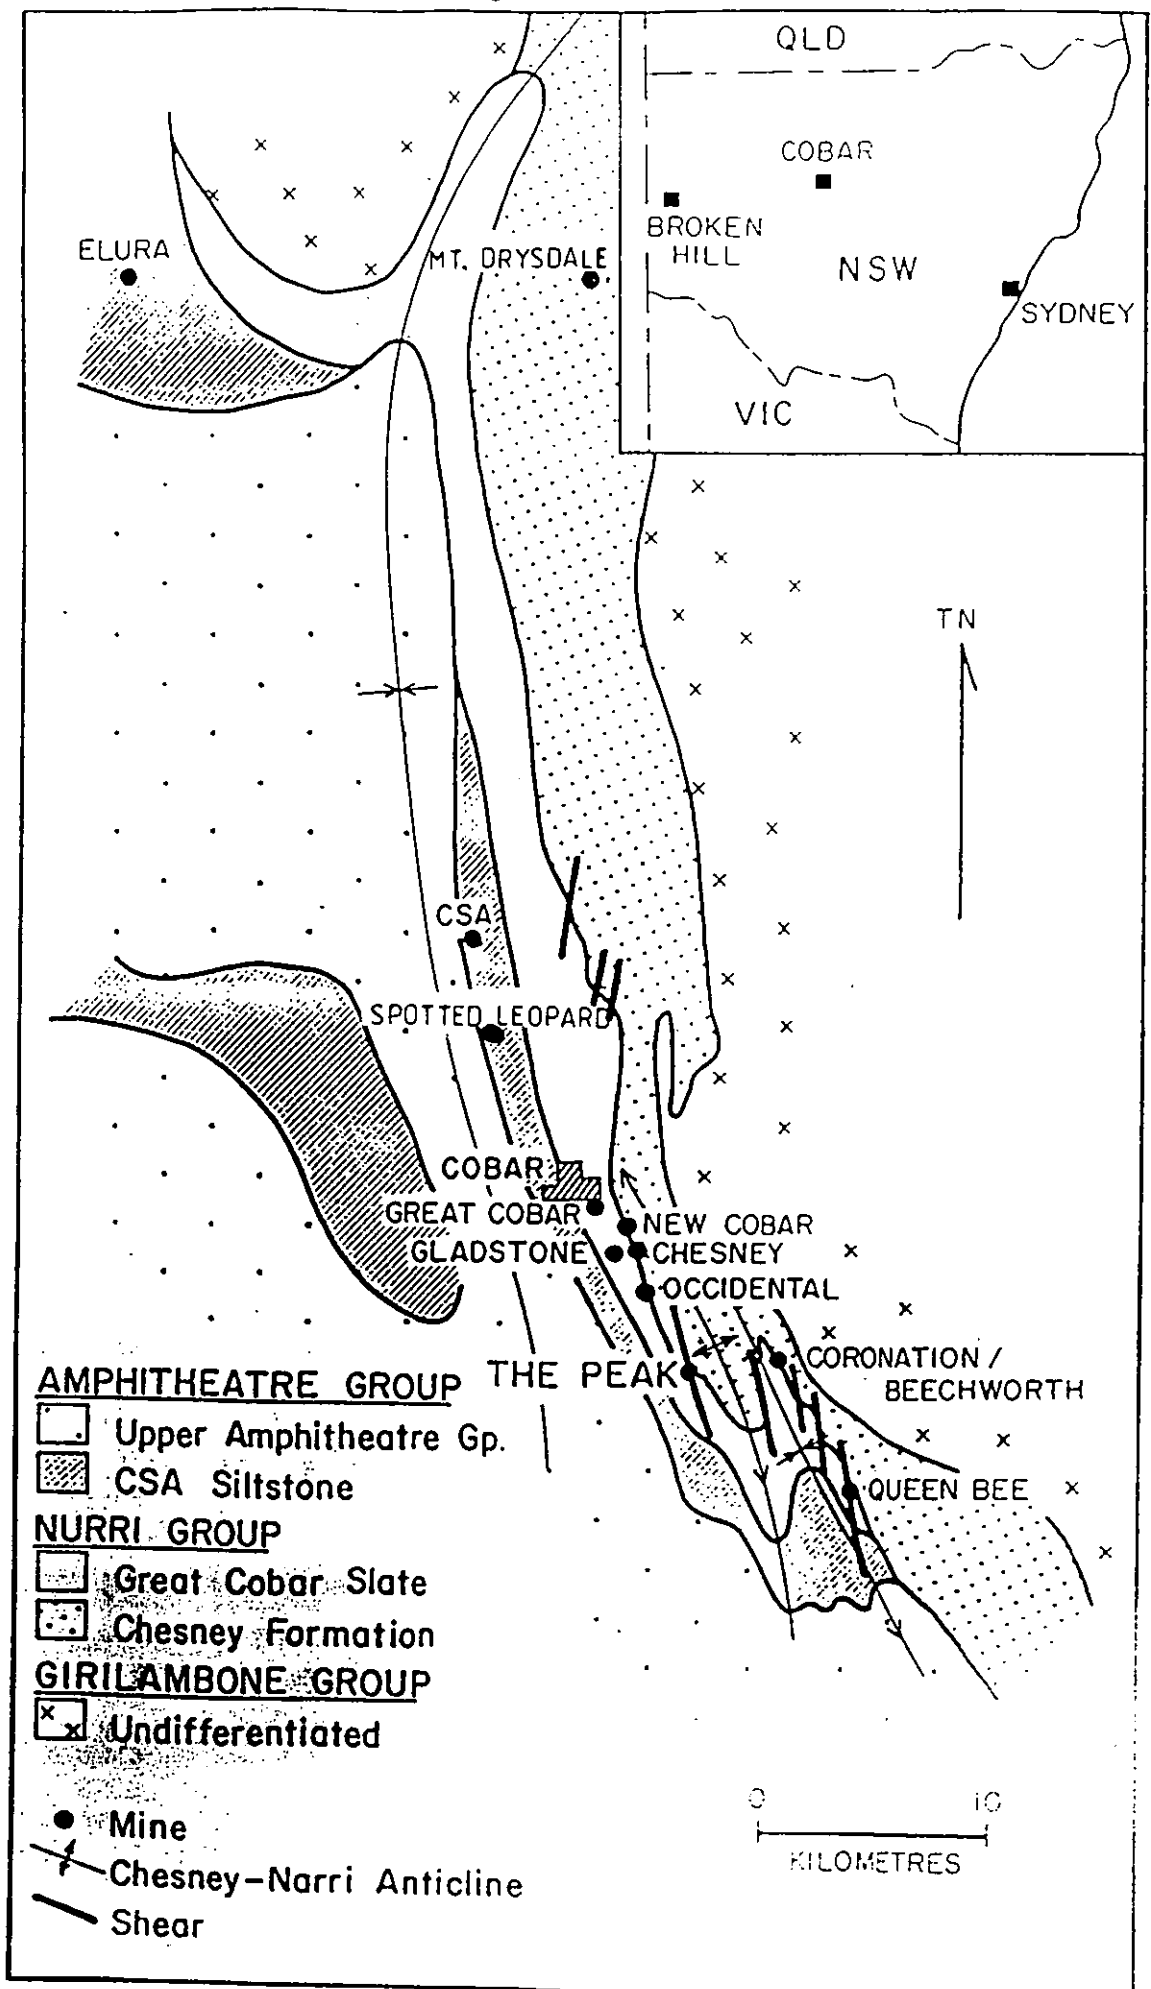 QLD
COBAR
BROKEN
HILL
NSW
SYDNEY
VIC
ELURA
MT. DRYSDALE
TN
CSA
SPOTTED LEOPARD
COBAR
GREAT COBAR
NEW COBAR
GLADSTONE
CHESNEY
OCCIDENTAL
THE PEAK
CORONATION /
BEECHWORTH
QUEEN BEE
AMPHITHEATRE GROUP
Upper Amphitheatre Gp.
CSA Siltstone
NURRI GROUP
Great Cobar Slate
Chesney Formation
GIRILAMBONE GROUP
Undifferentiated
Mine
Chesney-Narri Anticline
Shear
0 10
KILOMETRES